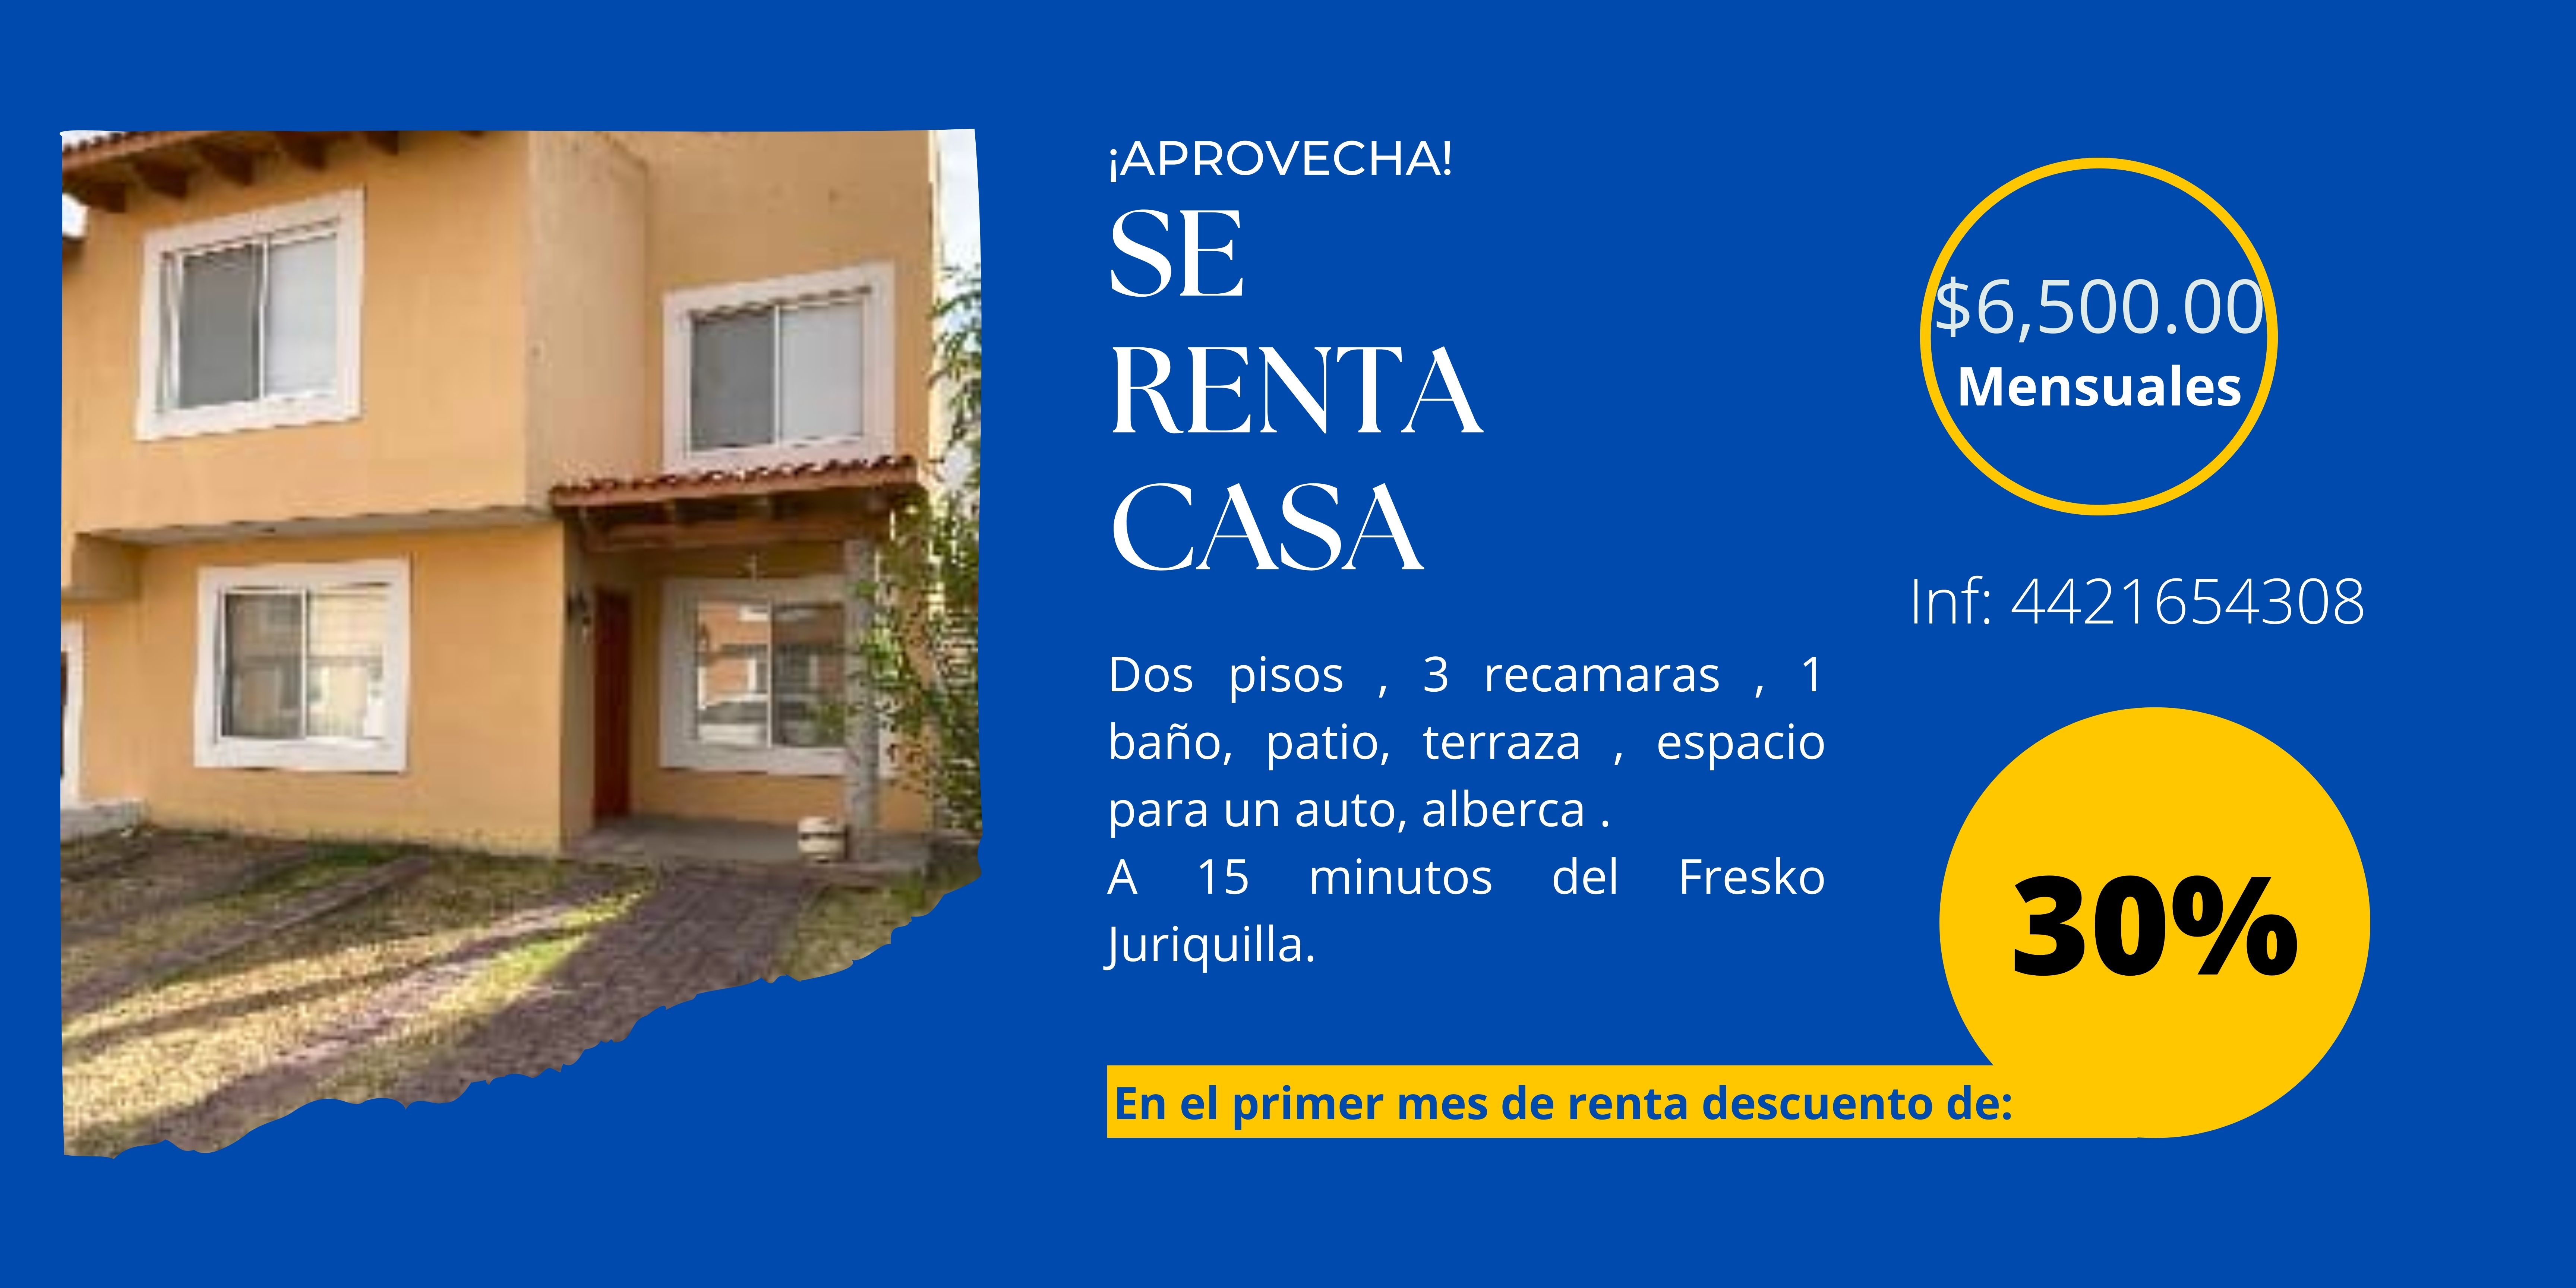 ¡APROVECHA!
SE
RENTA
CASA
Dos pisos , 3 recamaras , 1
baño, patio, terraza , espacio
para un auto, alberca .
A 15 minutos del Fresko
Juriquilla.
$6,500.00
Mensuales
Inf: 4421654308
En el primer mes de renta descuento de:
30%